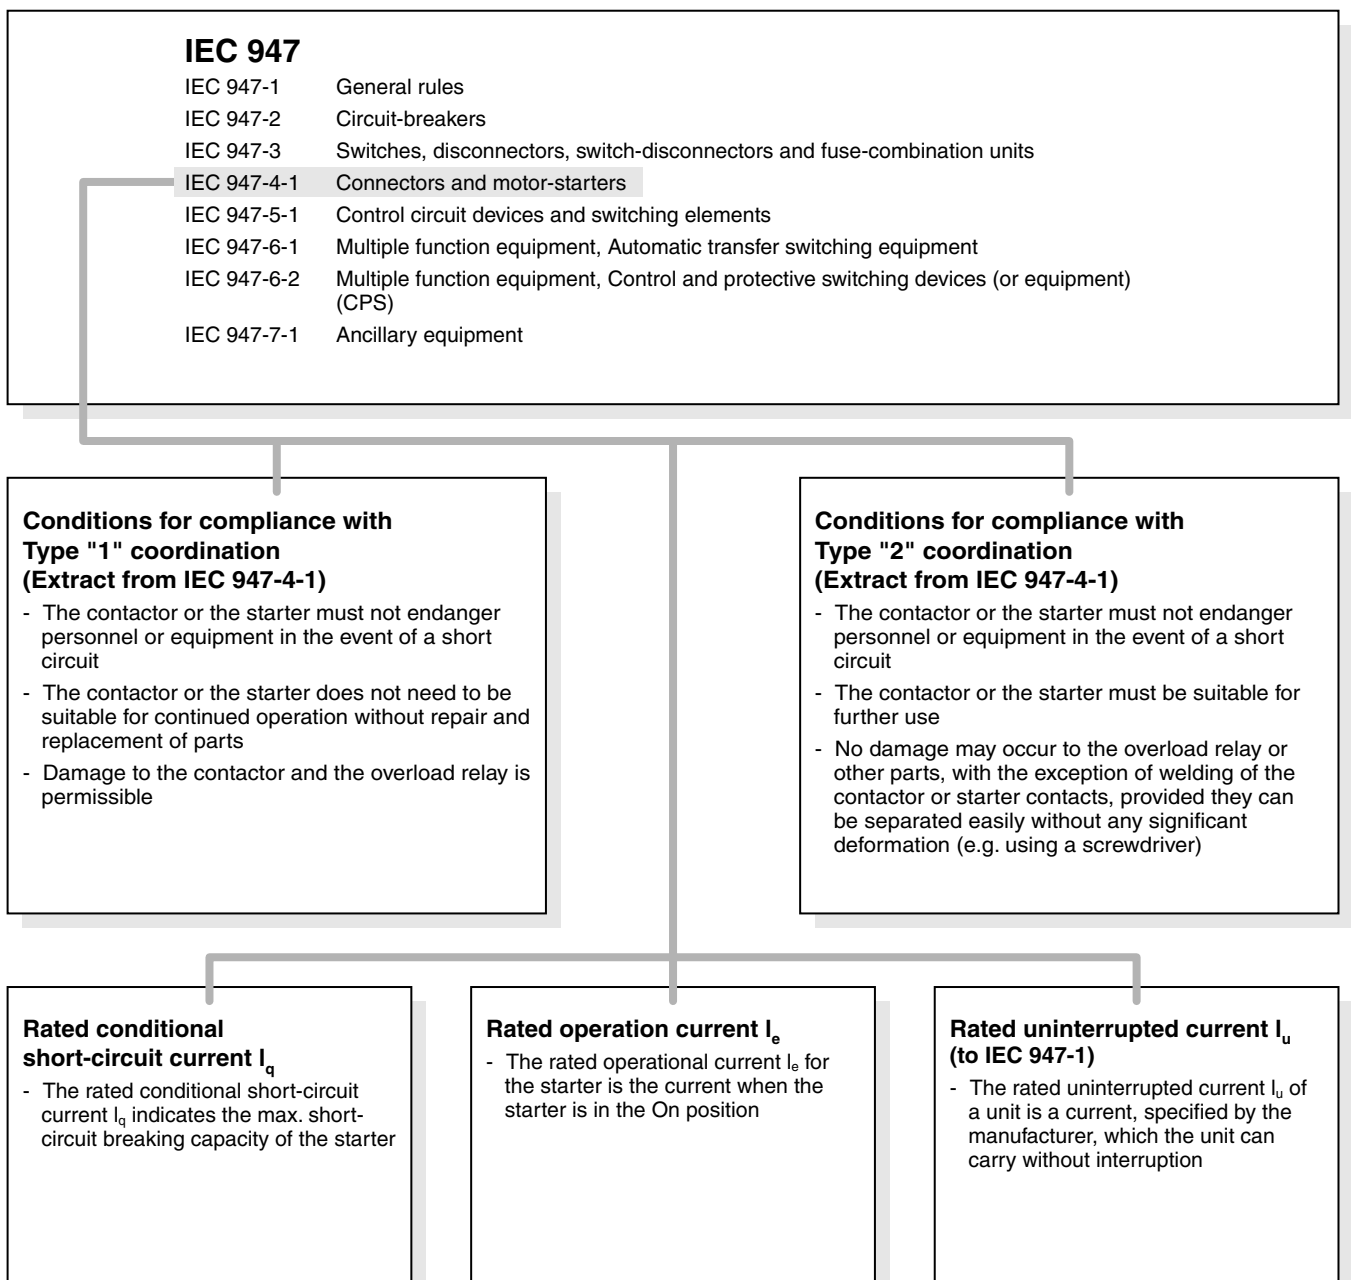 IEC 947
IEC 947-1 General rules
IEC 947-2 Circuit-breakers
IEC 947-3 Switches, disconnectors, switch-disconnectors and fuse-combination units
IEC 947-4-1 Connectors and motor-starters
IEC 947-5-1 Control circuit devices and switching elements
IEC 947-6-1 Multiple function equipment, Automatic transfer switching equipment
IEC 947-6-2 Multiple function equipment, Control and protective switching devices (or equipment)
(CPS)
IEC 947-7-1 Ancillary equipment
Conditions for compliance with
Type "1" coordination
(Extract from IEC 947-4-1)
- The contactor or the starter must not endanger
personnel or equipment in the event of a short
circuit
- The contactor or the starter does not need to be
suitable for continued operation without repair and
replacement of parts
- Damage to the contactor and the overload relay is
permissible
Conditions for compliance with
Type "2" coordination
(Extract from IEC 947-4-1)
- The contactor or the starter must not endanger
personnel or equipment in the event of a short
circuit
- The contactor or the starter must be suitable for
further use
- No damage may occur to the overload relay or
other parts, with the exception of welding of the
contactor or starter contacts, provided they can
be separated easily without any significant
deformation (e.g. using a screwdriver)
Rated conditional
short-circuit current Iq
- The rated conditional short-circuit
current Iq indicates the max. short-
circuit breaking capacity of the starter
Rated operation current Ie
- The rated operational current Ie for
the starter is the current when the
starter is in the On position
Rated uninterrupted current Iu
(to IEC 947-1)
- The rated uninterrupted current Iu of
a unit is a current, specified by the
manufacturer, which the unit can
carry without interruption